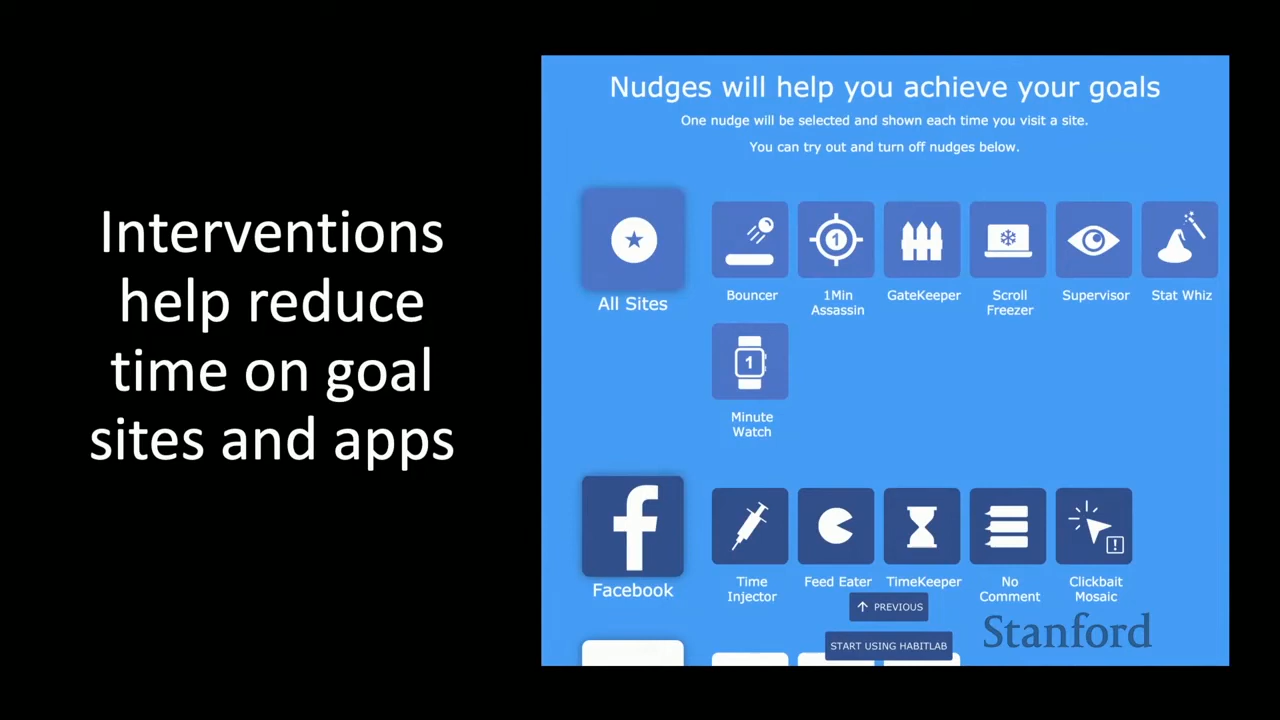 Interventions
help reduce
time on goal
sites and apps
Nudges will help you achieve your goals
One nudge will be selected and shown each time you visit a site.
You can try out and turn off nudges below.
All Sites
Bouncer
1
1Min
Assassin
GateKeeper
Scroll
Freezer
Supervisor
Stat Whiz
1
Minute
Watch
f
Facebook
Time
Injector
Feed Eater
TimeKeeper
No
Comment
!
Clickbait
Mosaic
PREVIOUS
START USING HABITLAB
Stanford